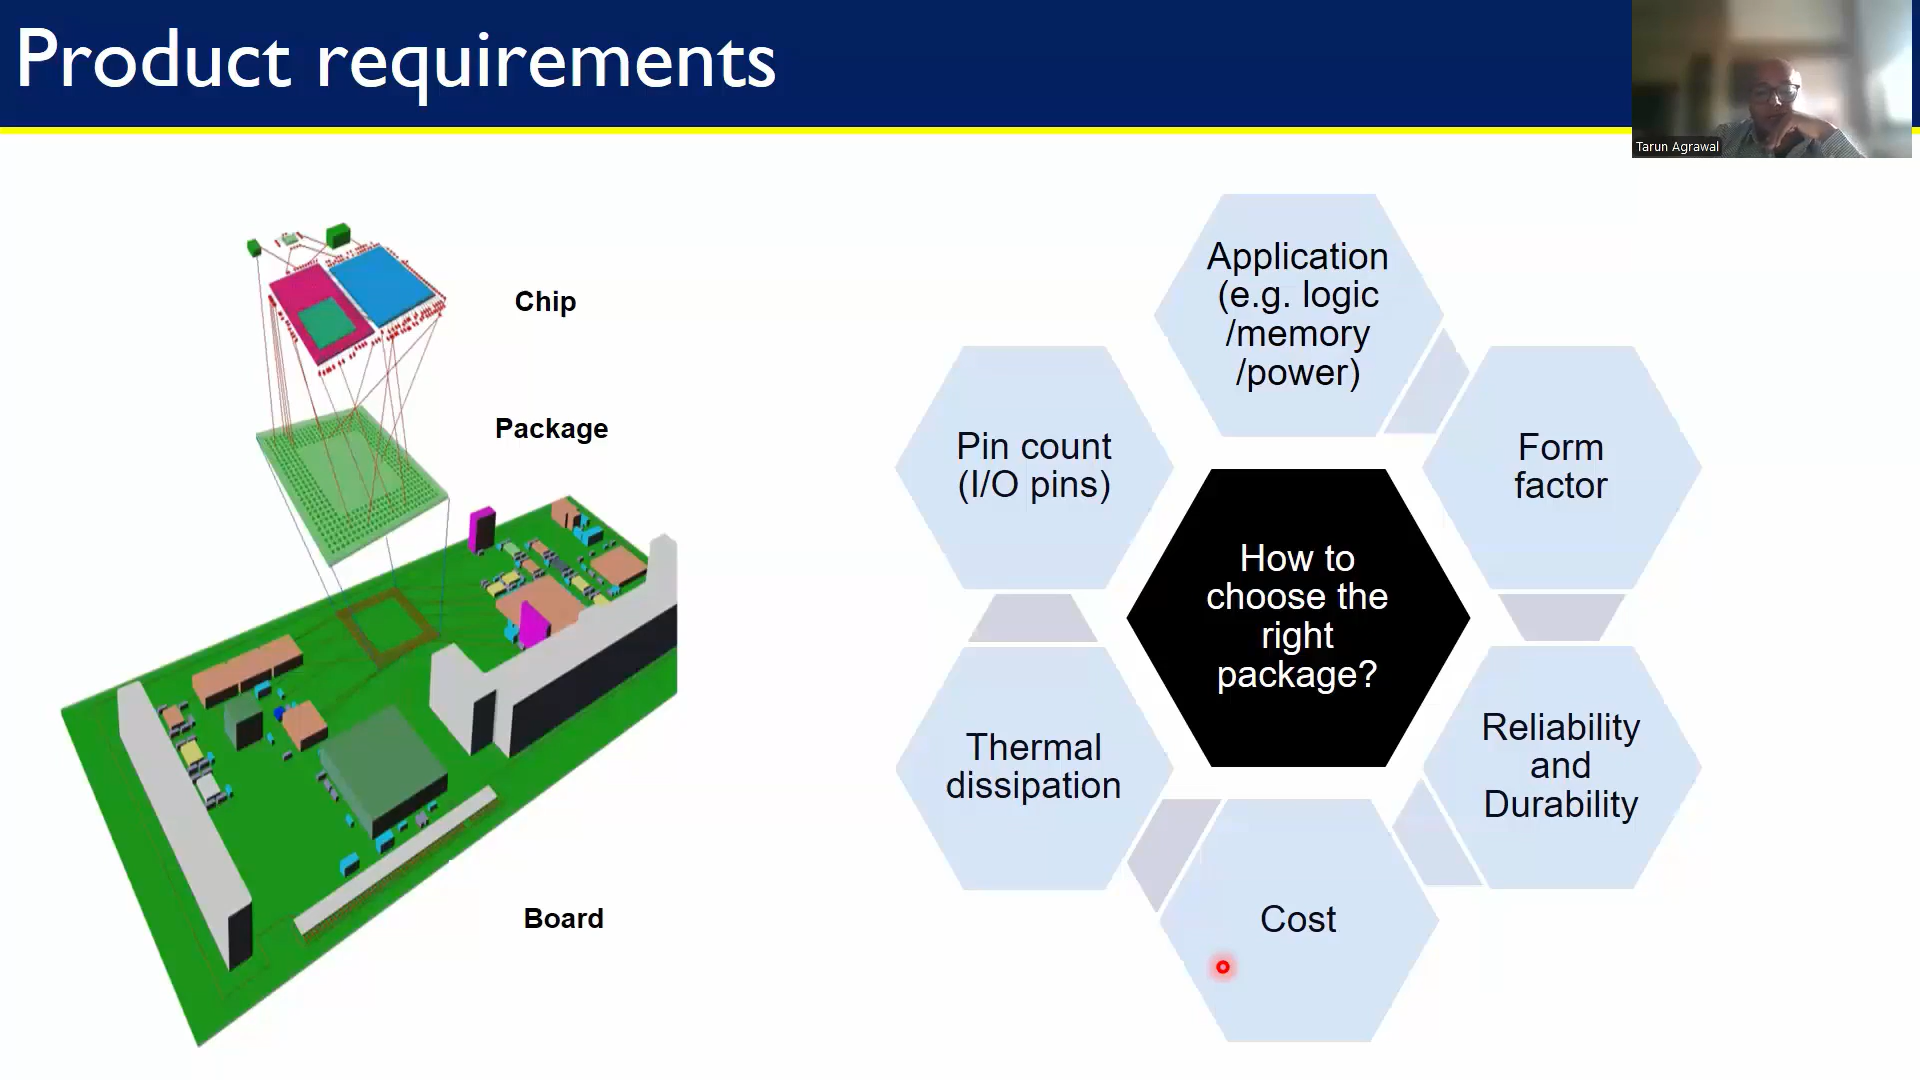 Product requirements
Tarun Agrawal
Chip
Package
Board
Application
(e.g. logic
/memory
/power)
Pin count
(I/O pins)
Form
factor
How to
choose the
right
package?
Thermal
dissipation
Reliability
and
Durability
Cost